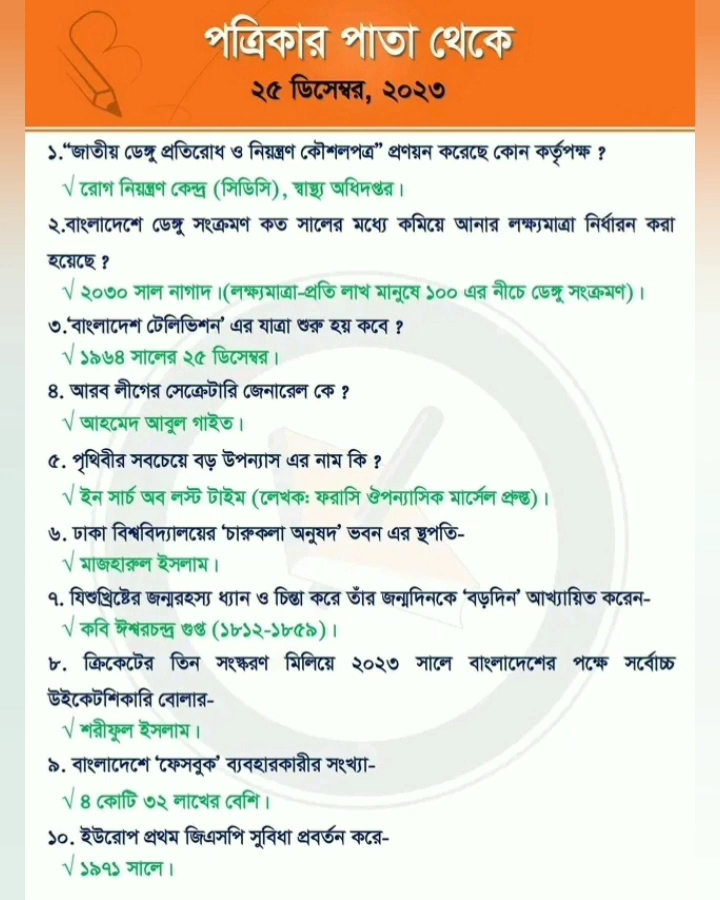 পত্রিকার পাতা থেকে
২৫ ডিসেম্বর, ২০২৩
১.“জাতীয় ডেঙ্গু প্রতিরোধ ও নিয়ন্ত্রণ কৌশলপত্র” প্রণয়ন করেছে কোন কর্তৃপক্ষ ?
√ রোগ নিয়ন্ত্রণ কেন্দ্র (সিডিসি), স্বাস্থ্য অধিদপ্তর।
২.বাংলাদেশে ডেঙ্গু সংক্রমণ কত সালের মধ্যে কমিয়ে আনার লক্ষ্যমাত্রা নির্ধারন করা
হয়েছে ?
√ ২০৩০ সাল নাগাদ।(লক্ষ্যমাত্রা-প্রতি লাখ মানুষে ১০০ এর নীচে ডেঙ্গু সংক্রমণ)।
৩.‘বাংলাদেশ টেলিভিশন’ এর যাত্রা শুরু হয় কবে ?
√ ১৯৬৪ সালের ২৫ ডিসেম্বর।
৪. আরব লীগের সেক্রেটারি জেনারেল কে ?
√ আহমেদ আবুল গাইত।
৫. পৃথিবীর সবচেয়ে বড় উপন্যাস এর নাম কি ?
√ ইন সার্চ অব লস্ট টাইম (লেখক: ফরাসি ঔপন্যাসিক মার্সেল প্রুস্ত)।
৬. ঢাকা বিশ্ববিদ্যালয়ের ‘চারুকলা অনুষদ’ ভবন এর স্থপতি-
√ মাজহারুল ইসলাম।
৭. যিশুখ্রিষ্টের জন্মরহস্য ধ্যান ও চিন্তা করে তাঁর জন্মদিনকে ‘বড়দিন’ আখ্যায়িত করেন-
√ কবি ঈশ্বরচন্দ্র গুপ্ত (১৮১২-১৮৫৯)।
৮. ক্রিকেটের তিন সংস্করণ মিলিয়ে ২০২৩ সালে বাংলাদেশের পক্ষে সর্বোচ্চ
উইকেটশিকারি বোলার-
√ শরীফুল ইসলাম।
৯. বাংলাদেশে ‘ফেসবুক’ ব্যবহারকারীর সংখ্যা-
√ ৪ কোটি ৩২ লাখের বেশি।
১০. ইউরোপ প্রথম জিএসপি সুবিধা প্রবর্তন করে-
√ ১৯৭১ সালে।